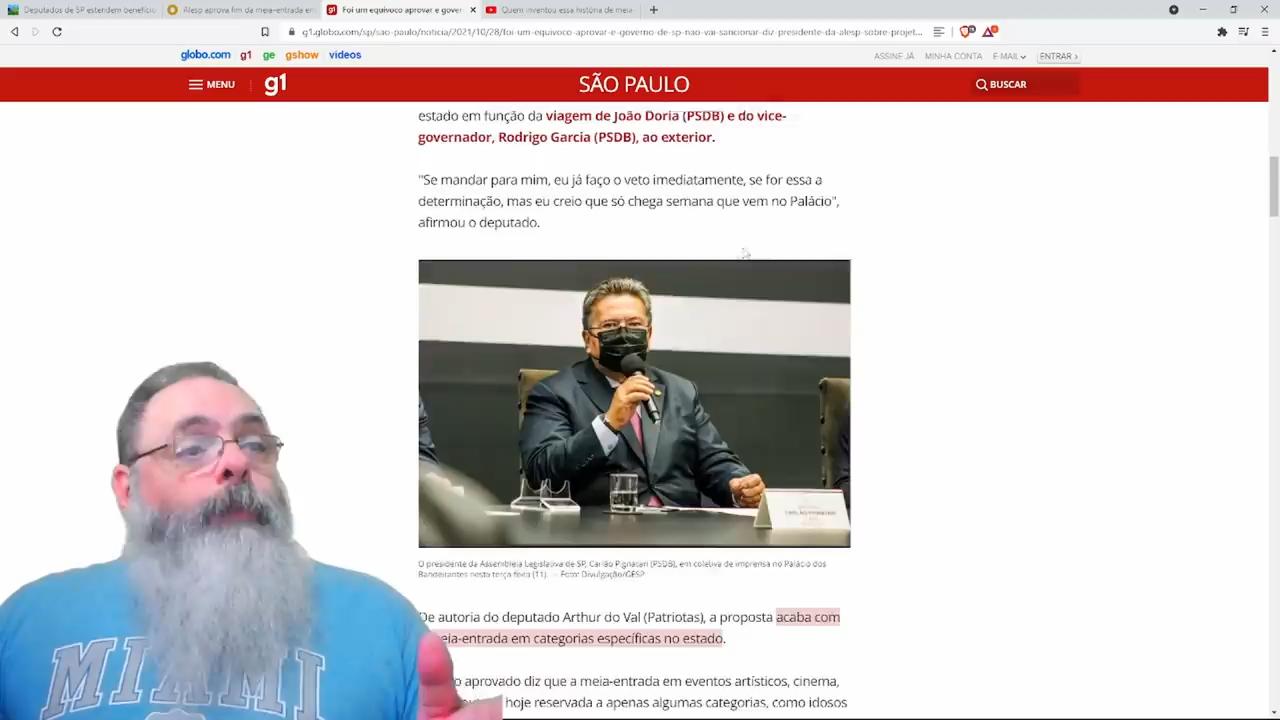 Deputados de SP estendem benefício
Alesp aprova fim da meia-entrada em
Foi um equívoco aprovar e gover
Quem inventou essa história de meia-
g1.globo.com/sp/sao-paulo/noticia/2021/10/28/foi-um-equivoco-aprovar-e-governo-de-sp-nao-vai-sancionar-diz-presidente-da-alesp-sobre-projet...
globo.com g1 ge gshow vídeos
ASSINE JÁ MINHA CONTA E-MAIL ENTRAR ›
MENU g1 SÃO PAULO BUSCAR
estado em função da viagem de João Doria (PSDB) e do vice-
governador, Rodrigo Garcia (PSDB), ao exterior.
"Se mandar para mim, eu já faço o veto imediatamente, se for essa a
determinação, mas eu creio que só chega semana que vem no Palácio",
afirmou o deputado.
O presidente da Assembleia Legislativa de SP, Carlão Pignatari (PSDB), em coletiva de imprensa no Palácio dos
Bandeirantes nesta terça-feira (11). — Foto: Divulgação/GESP
De autoria do deputado Arthur do Val (Patriotas), a proposta acaba com
eia-entrada em categorias específicas no estado.
o aprovado diz que a meia-entrada em eventos artísticos, cinema,
hoje reservada a apenas algumas categorias, como idosos
MIAMI